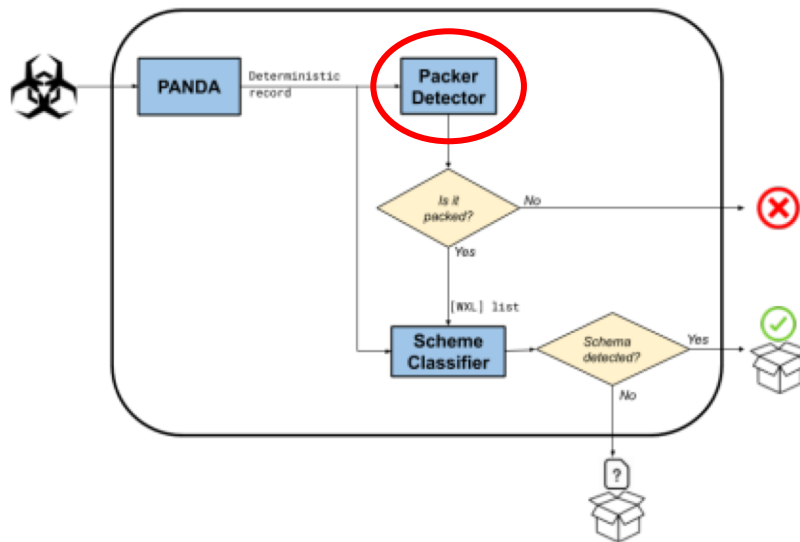 PANDA
Deterministic
record
Packer
Detector
Is it
packed?
No
Yes
[WXL] list
Scheme
Classifier
Schema
detected?
Yes
No
?